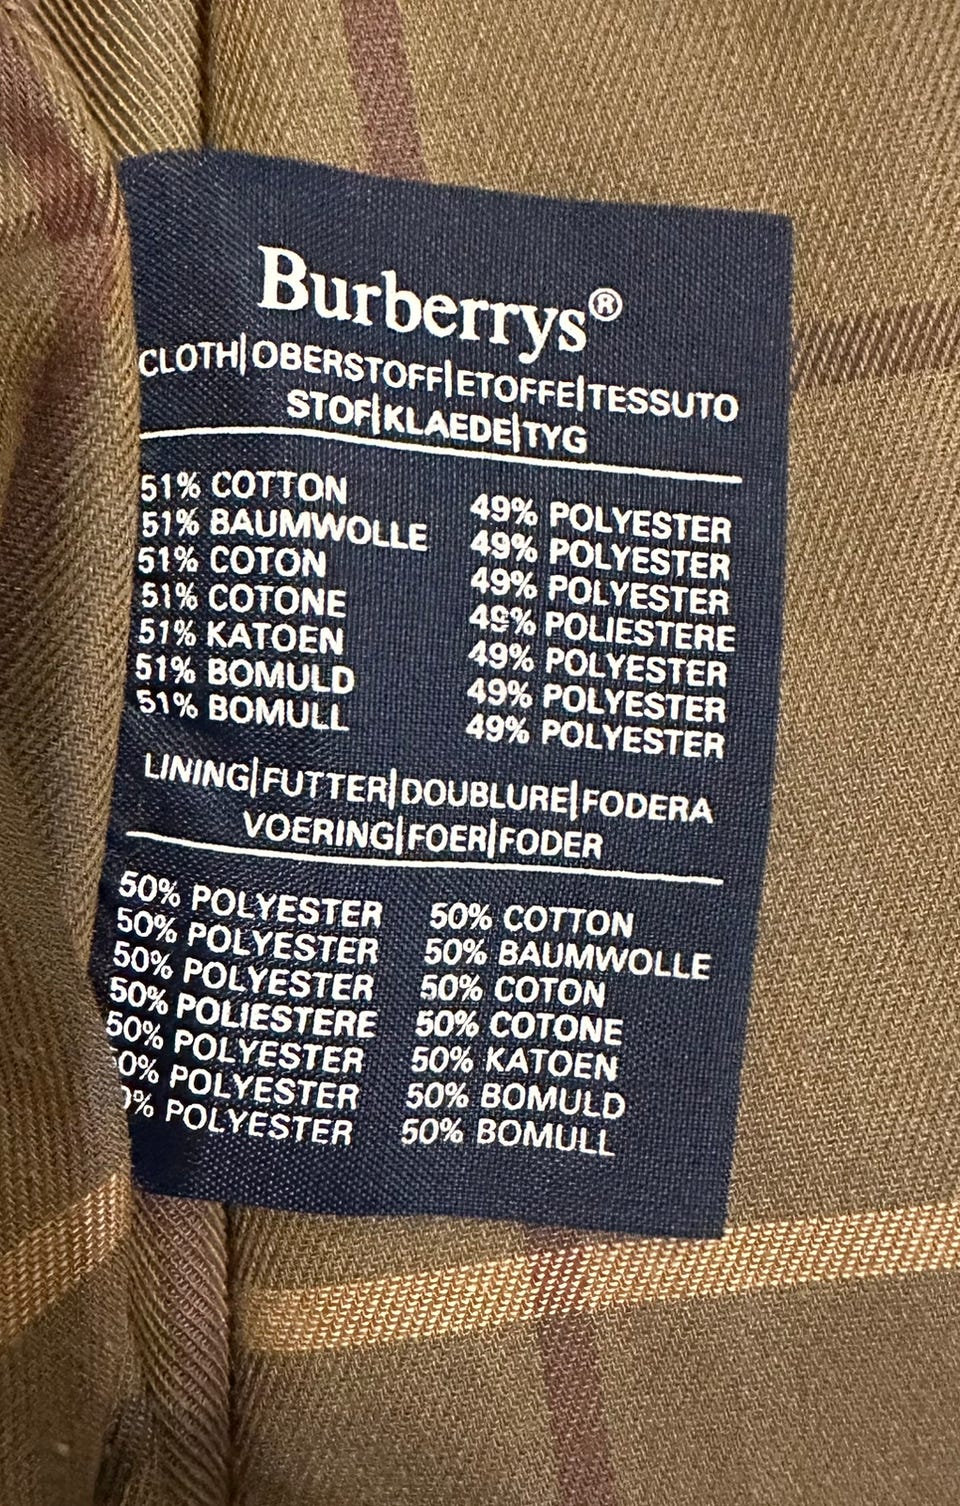 Burberrys®
CLOTH|OBERSTOFF|ETOFFE|TESSUTO
STOF|KLAEDE|TYG
51% COTTON 49% POLYESTER
51% BAUMWOLLE 49% POLYESTER
51% COTON 49% POLYESTER
51% COTONE 49% POLIESTERE
51% KATOEN 49% POLYESTER
51% BOMULD 49% POLYESTER
51% BOMULL 49% POLYESTER
LINING|FUTTER|DOUBLURE|FODERA
VOERING|FOER|FODER
50% POLYESTER 50% COTTON
50% POLYESTER 50% BAUMWOLLE
50% POLYESTER 50% COTON
50% POLIESTERE 50% COTONE
50% POLYESTER 50% KATOEN
50% POLYESTER 50% BOMULD
0% POLYESTER 50% BOMULL